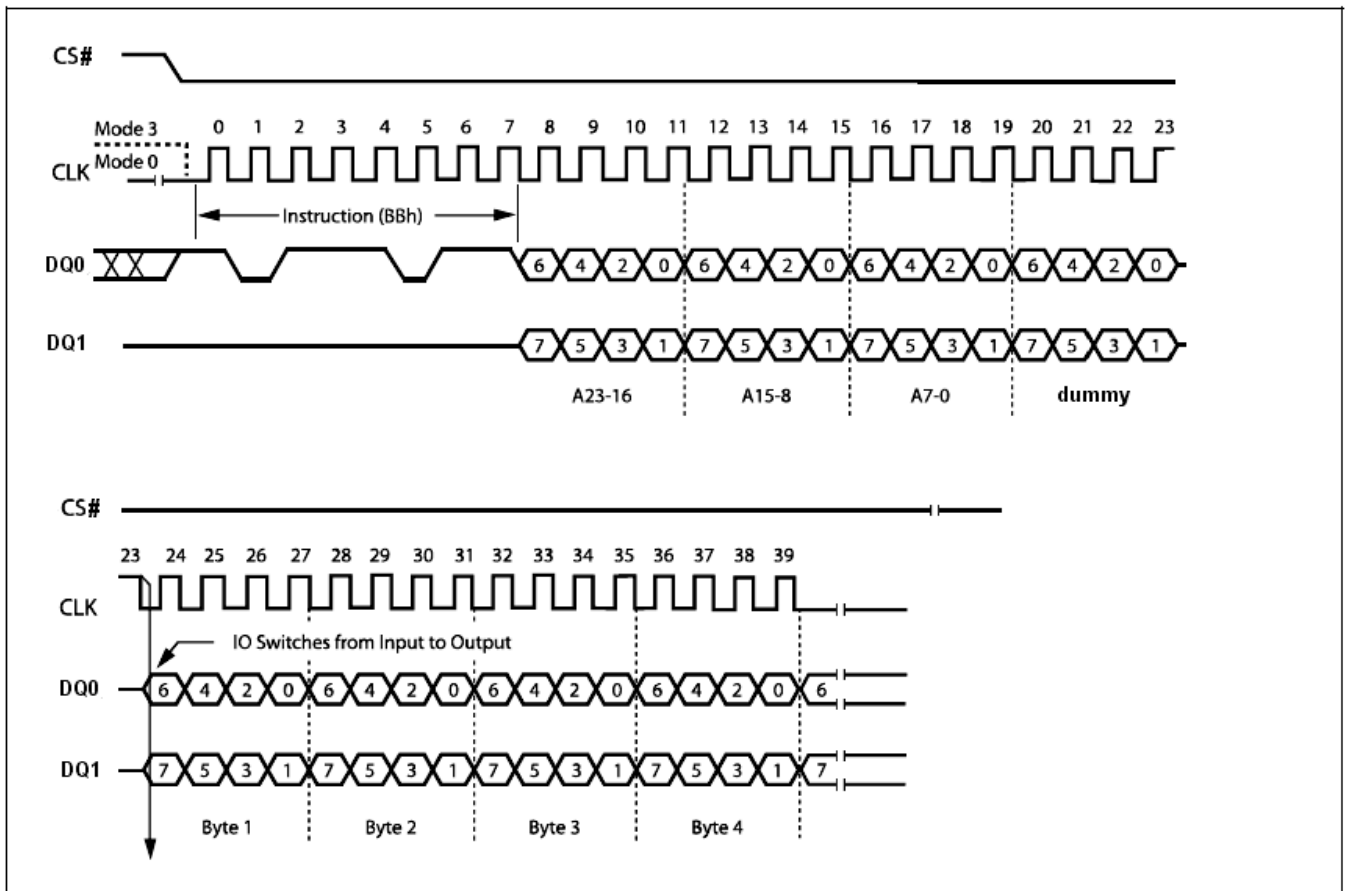 CS#
Mode 3
0 1 2 3 4 5 6 7 8 9 10 11 12 13 14 15 16 17 18 19 20 21 22 23
CLK Mode 0
Instruction (BBh)
DQ0 6 4 2 0 6 4 2 0 6 4 2 0 6 4 2 0
DQ1 7 5 3 1 7 5 3 1 7 5 3 1 7 5 3 1
A23-16 A15-8 A7-0 dummy
CS#
23 24 25 26 27 28 29 30 31 32 33 34 35 36 37 38 39
CLK
IO Switches from Input to Output
DQ0 6 4 2 0 6 4 2 0 6 4 2 0 6 4 2 0 6
DQ1 7 5 3 1 7 5 3 1 7 5 3 1 7 5 3 1 7
Byte 1 Byte 2 Byte 3 Byte 4